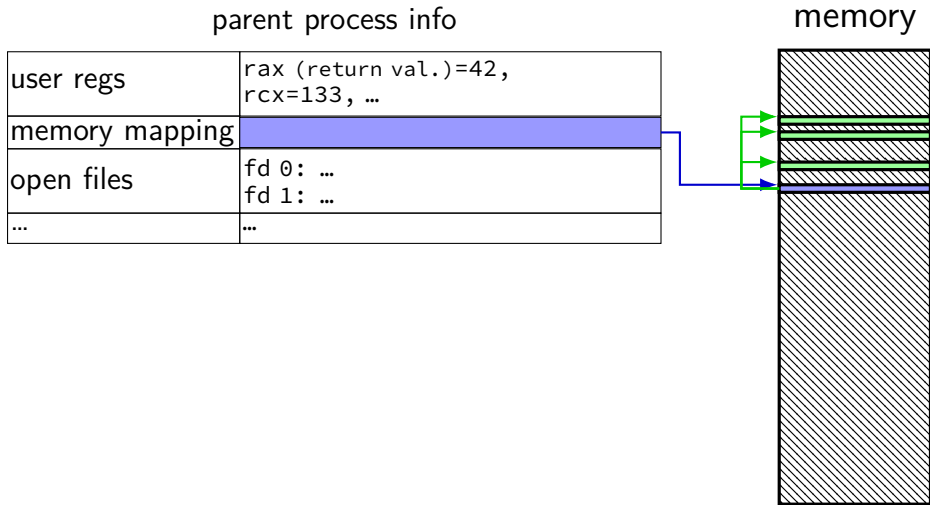 parent process info
memory
user regs
rax (return val.)=42,
rcx=133, …
memory mapping
open files
fd 0: …
fd 1: …
…
…